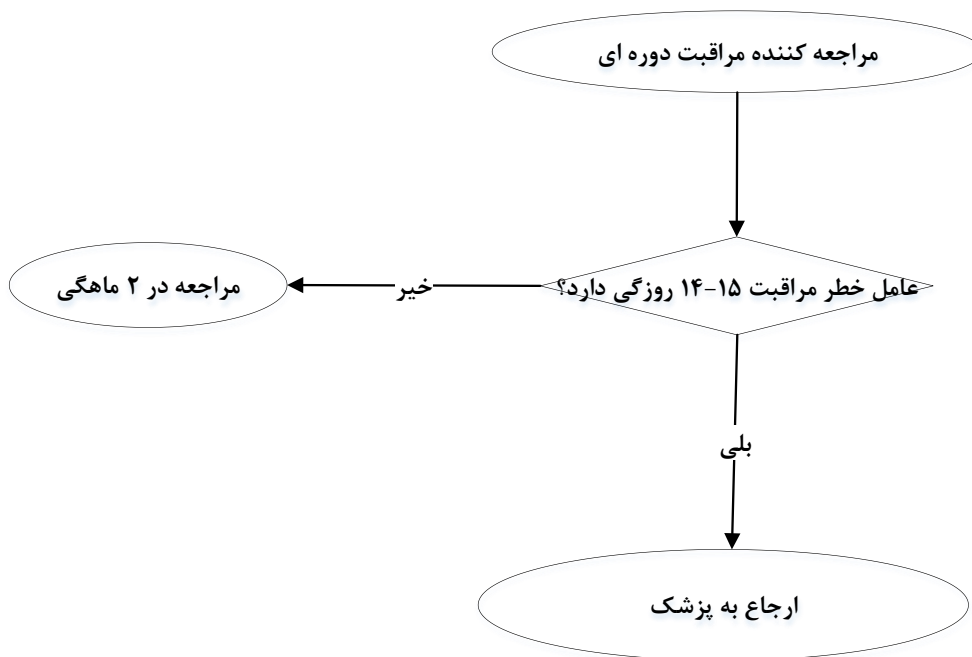 مراجعه کننده مراقبت دوره ای
عامل خطر مراقبت ۱۵-۱۴ روزگی دارد؟
خیر
مراجعه در ۲ ماهگی
بلی
ارجاع به پزشک